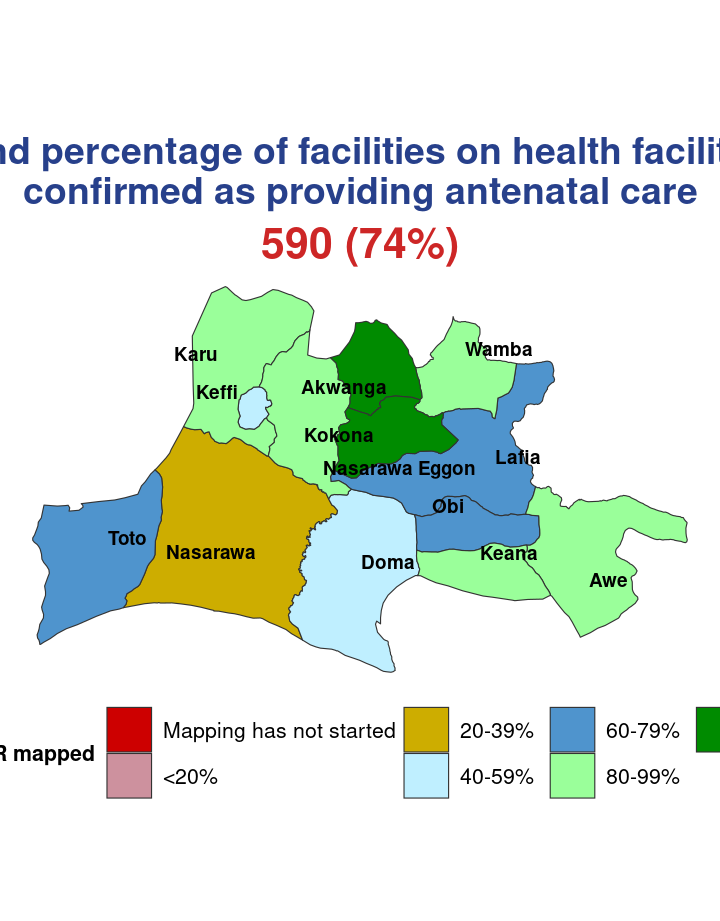 percentage of facilities on health
confirmed as providing antenatal care
590 (74%)
Karu
Wamba
Keffi
Akwanga
Kokona
Lafia
Nasarawa Eggon
Obi
Toto
Nasarawa
Keana
Doma
Awe
Mapping has not started
20-39%
60-79%
mapped
<20%
40-59%
80-99%